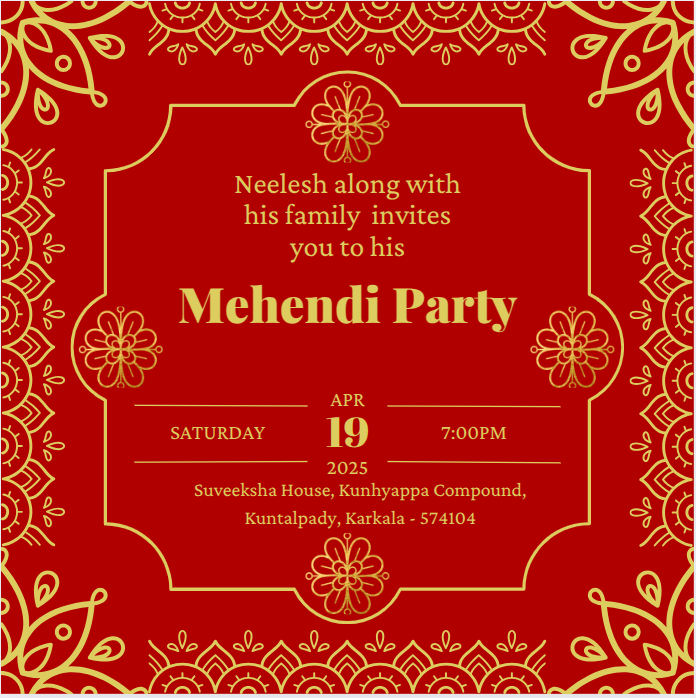 Neelesh along with
his family invites
you to his
Mehendi Party
APR
SATURDAY 19 7:00PM
2025
Suveeksha House, Kunhyappa Compound,
Kuntalpady, Karkala - 574104